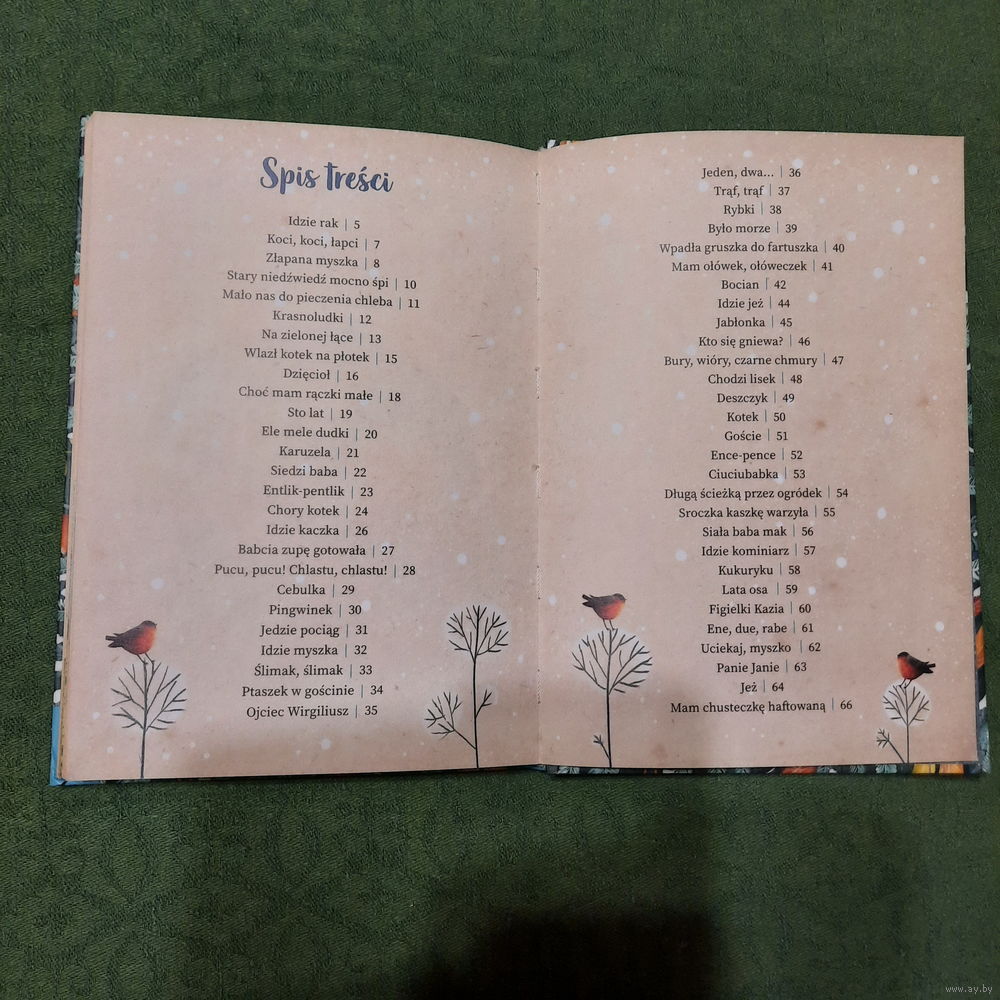 Spis treści
Idzie rak | 5
Koci, koci, łapci | 7
Złapana myszka | 8
Stary niedźwiedź mocno śpi | 10
Mało nas do pieczenia chleba | 11
Krasnoludki | 12
Na zielonej łące | 13
Wlazł kotek na płotek | 15
Dzięcioł | 16
Choć mam rączki małe | 18
Sto lat | 19
Ele mele dudki | 20
Karuzela | 21
Siedzi baba | 22
Entlik-pentlik | 23
Chory kotek | 24
Idzie kaczka | 26
Babcia zupę gotowała | 27
Pucu, pucu! Chlastu, chlastu! | 28
Cebulka | 29
Pingwinek | 30
Jedzie pociąg | 31
Idzie myszka | 32
Ślimak, ślimak | 33
Ptaszek w gościnie | 34
Ojciec Wirgiliusz | 35
Jeden, dwa... | 36
Trąf, trąf | 37
Rybki | 38
Było morze | 39
Wpadła gruszka do fartuszka | 40
Mam ołówek, ołóweczek | 41
Bocian | 42
Idzie jeż | 44
Jabłonka | 45
Kto się gniewa? | 46
Bury, wióry, czarne chmury | 47
Chodzi lisek | 48
Deszczyk | 49
Kotek | 50
Goście | 51
Ence-pence | 52
Ciuciubabka | 53
Długą ścieżką przez ogródek | 54
Sroczka kaszkę warzyła | 55
Siała baba mak | 56
Idzie kominiarz | 57
Kukuryku | 58
Lata osa | 59
Figielki Kazia | 60
Ene, due, rabe | 61
Uciekaj, myszko | 62
Panie Janie | 63
Jeż | 64
Mam chusteczkę haftowaną | 66
www.ay.by